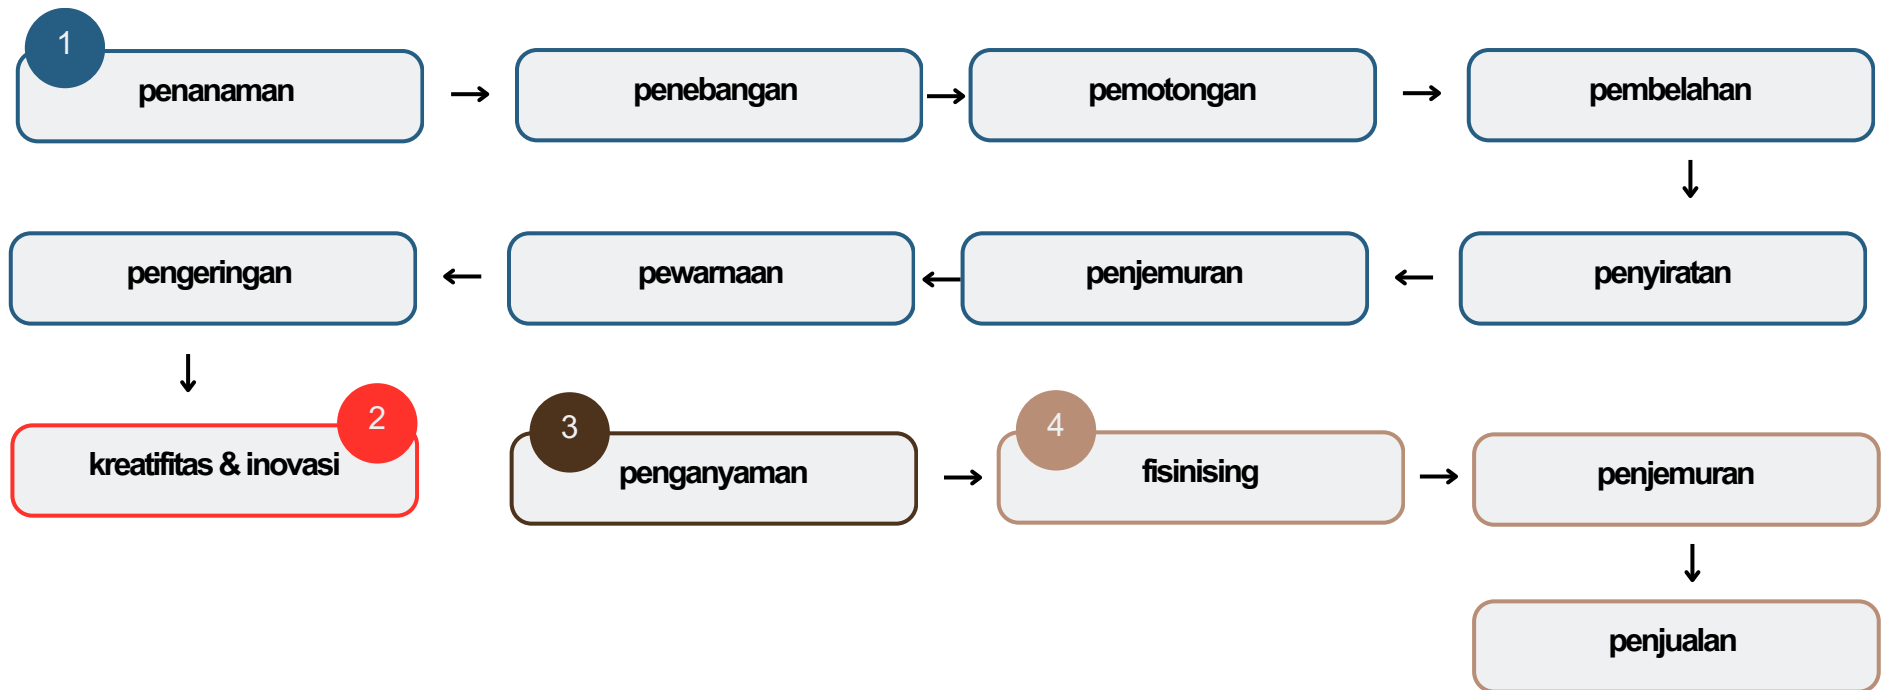 1
penanaman
penebangan
pemotongan
pembelahan
pengeringan
pewarnaan
penjemuran
penyiratan
2
kreatifitas & inovasi
3
penganyaman
4
fisinising
penjemuran
penjualan